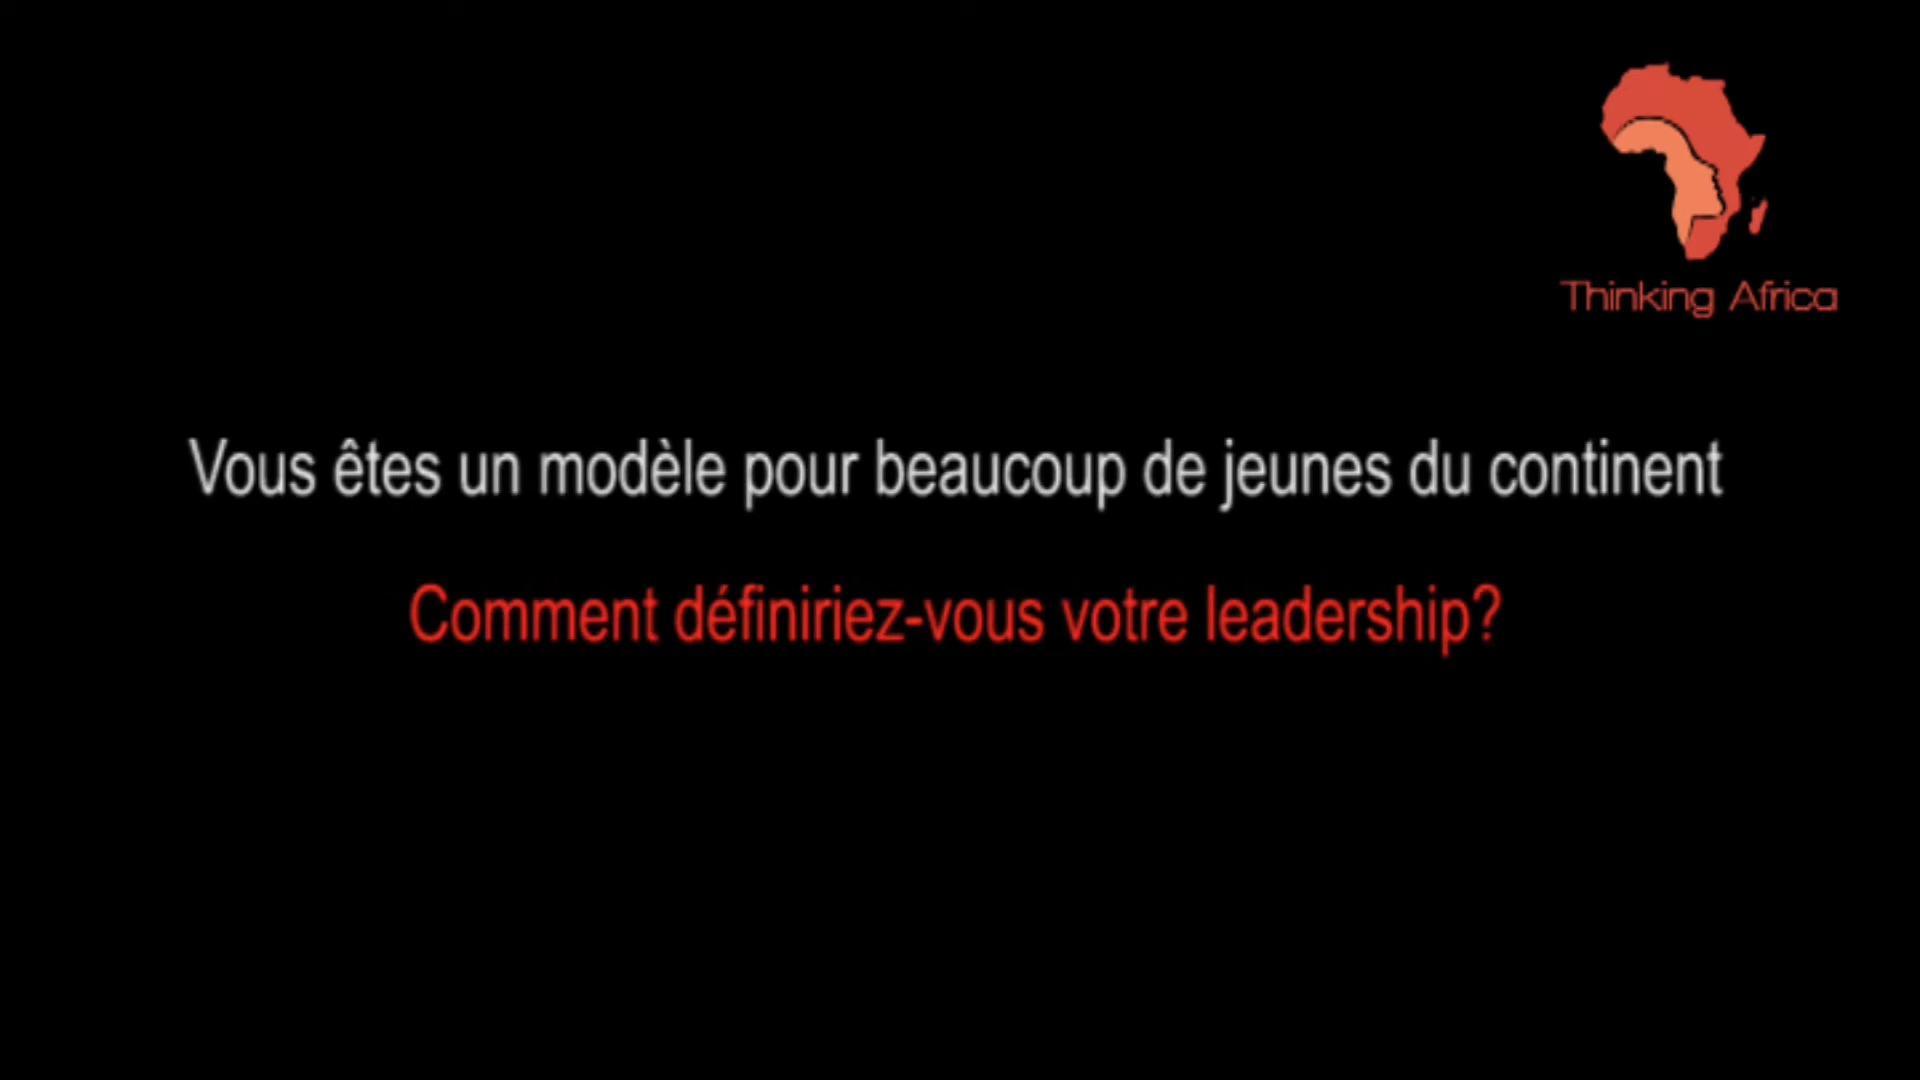 Thinking Africa
Vous êtes un modèle pour beaucoup de jeunes du continent
Comment définiriez-vous votre leadership?